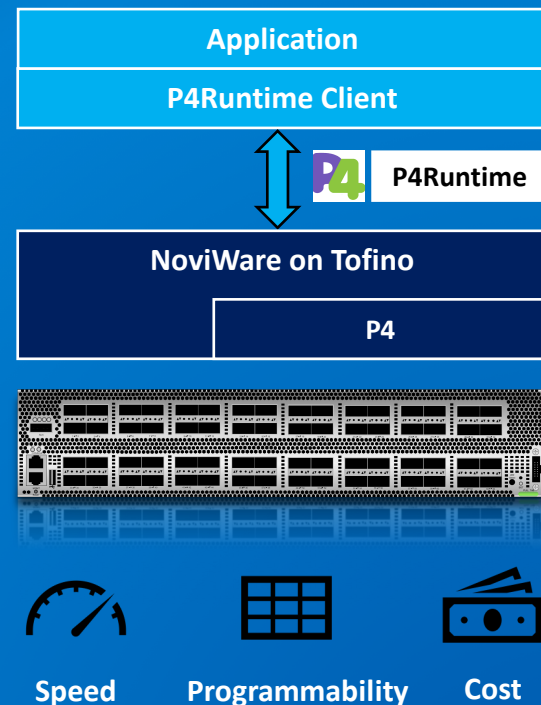 Application
P4Runtime Client
P4
P4Runtime
NoviWare on Tofino
P4
Speed
Programmability
Cost